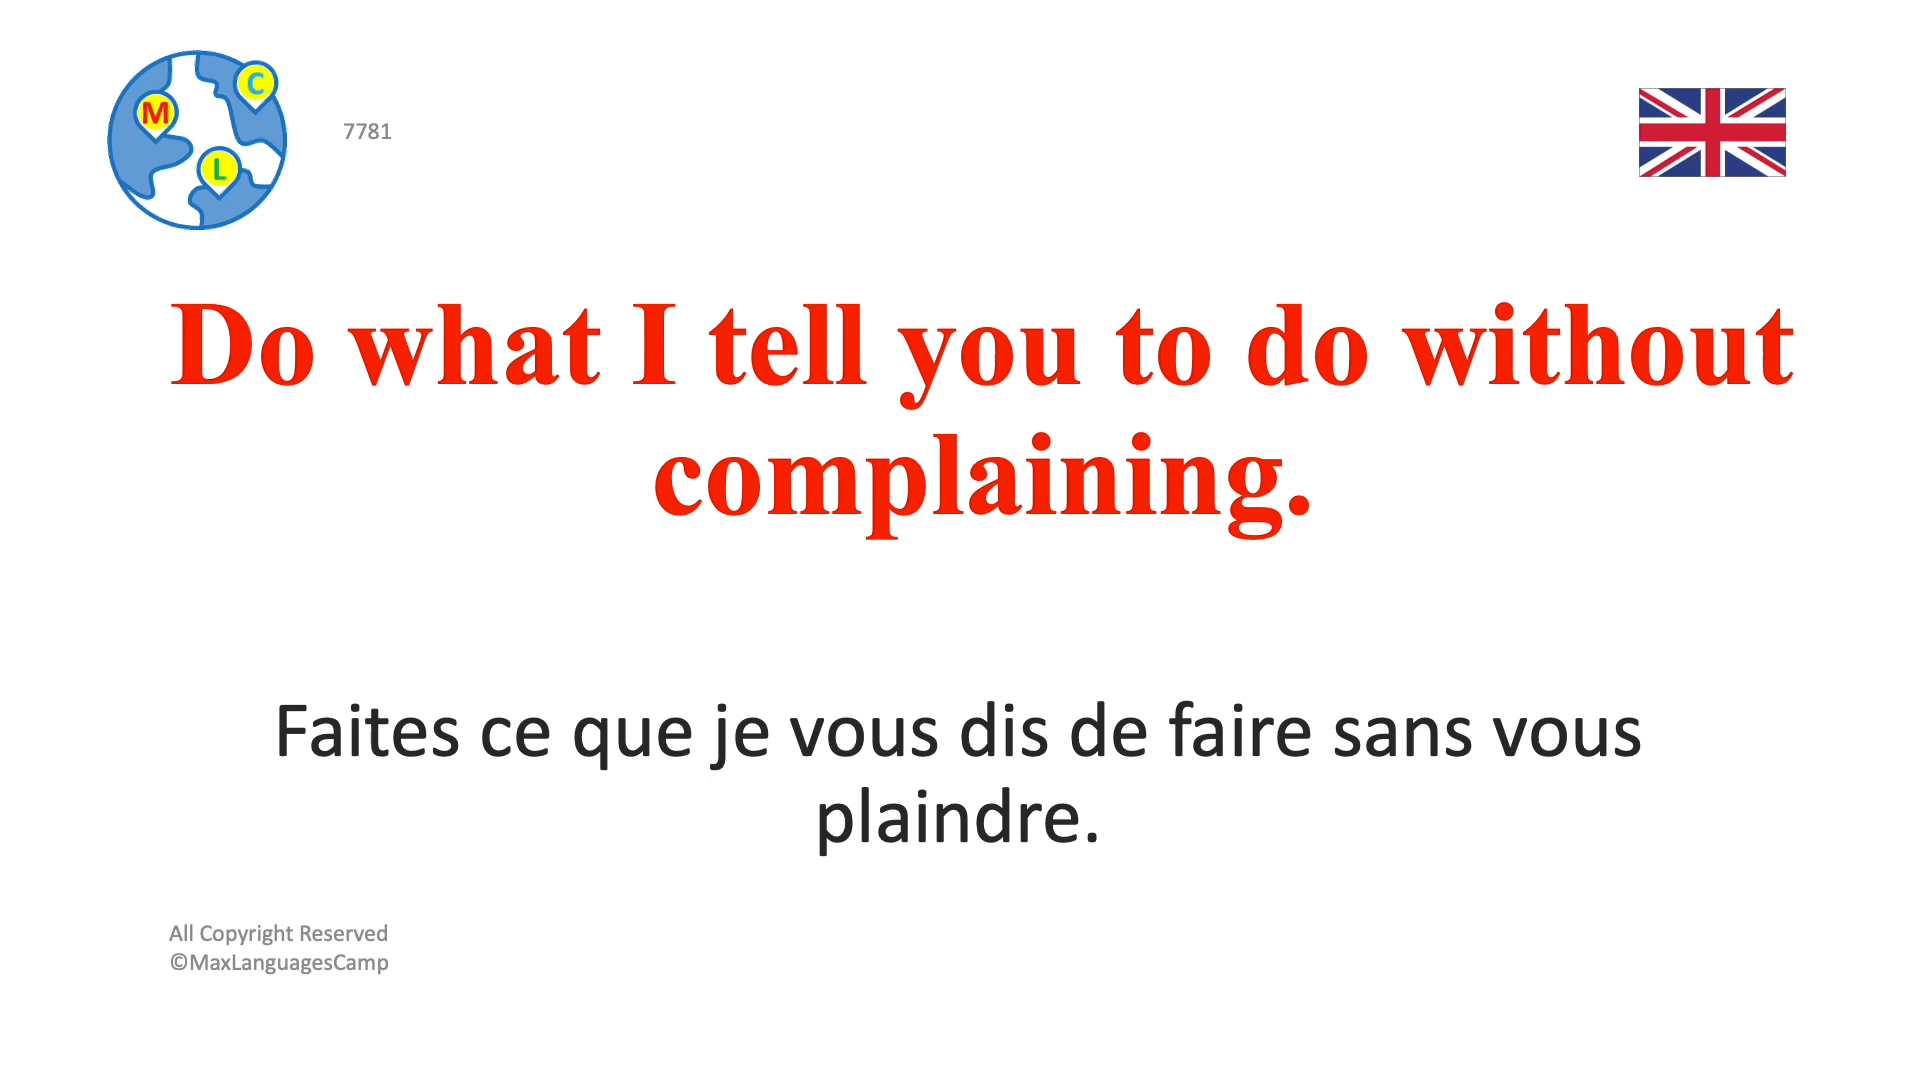 M
C
L
7781
Do what I tell you to do without
complaining.
Faites ce que je vous dis de faire sans vous
plaindre.
All Copyright Reserved
©MaxLanguagesCamp